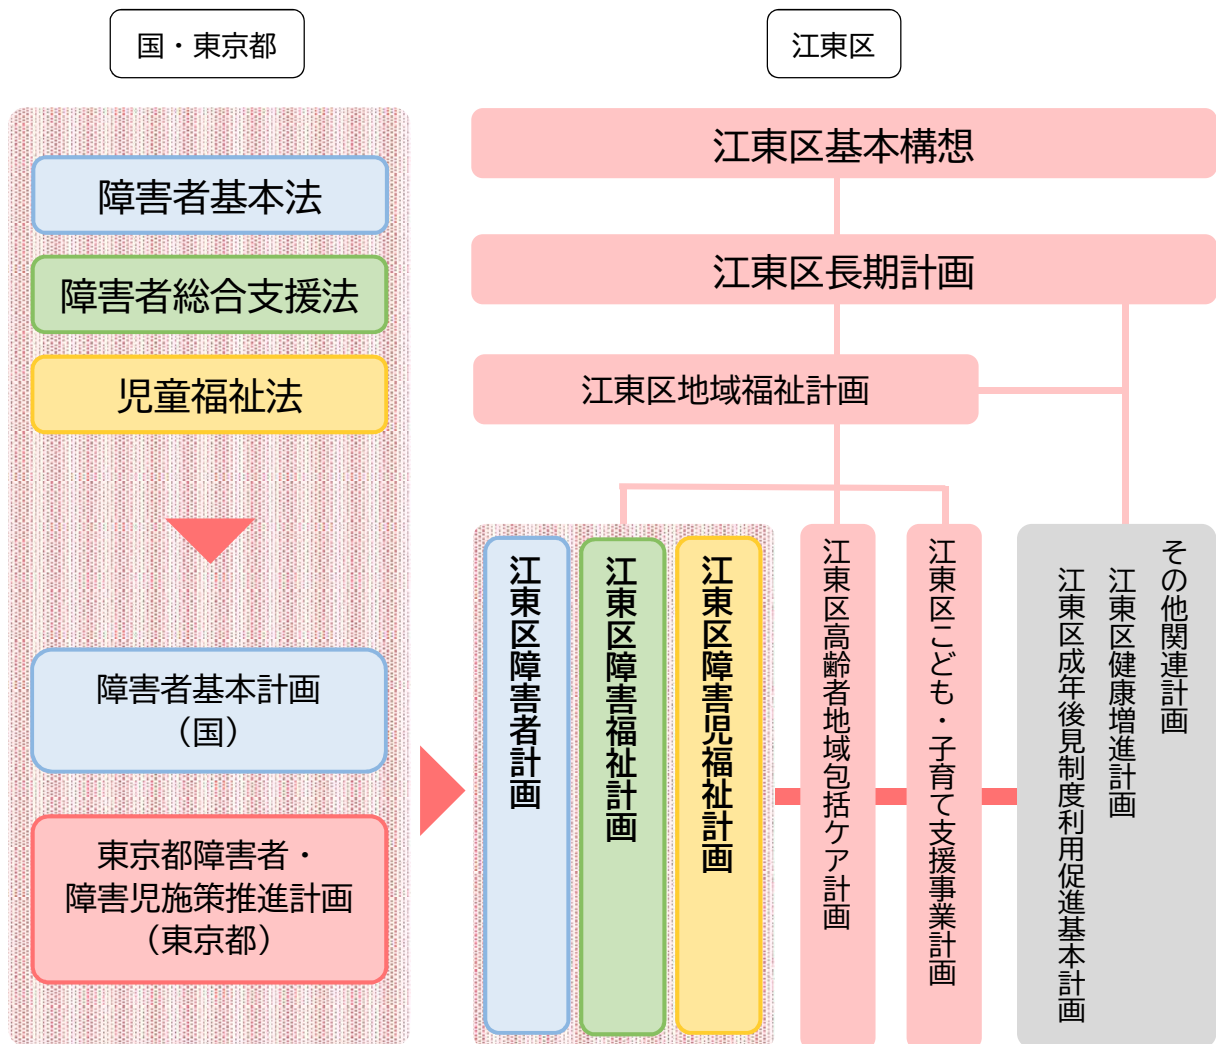 国・東京都
障害者基本法
障害者総合支援法
児童福祉法
障害者基本計画
（国）
東京都障害者・
障害児施策推進計画
（東京都）
江東区
江東区基本構想
江東区長期計画
江東区地域福祉計画
江東区障害者計画
江東区障害福祉計画
江東区障害児福祉計画
江東区高齢者地域包括ケア計画
江東区こども・子育て支援事業計画
その他関連計画
江東区健康増進計画
江東区成年後見制度利用促進基本計画